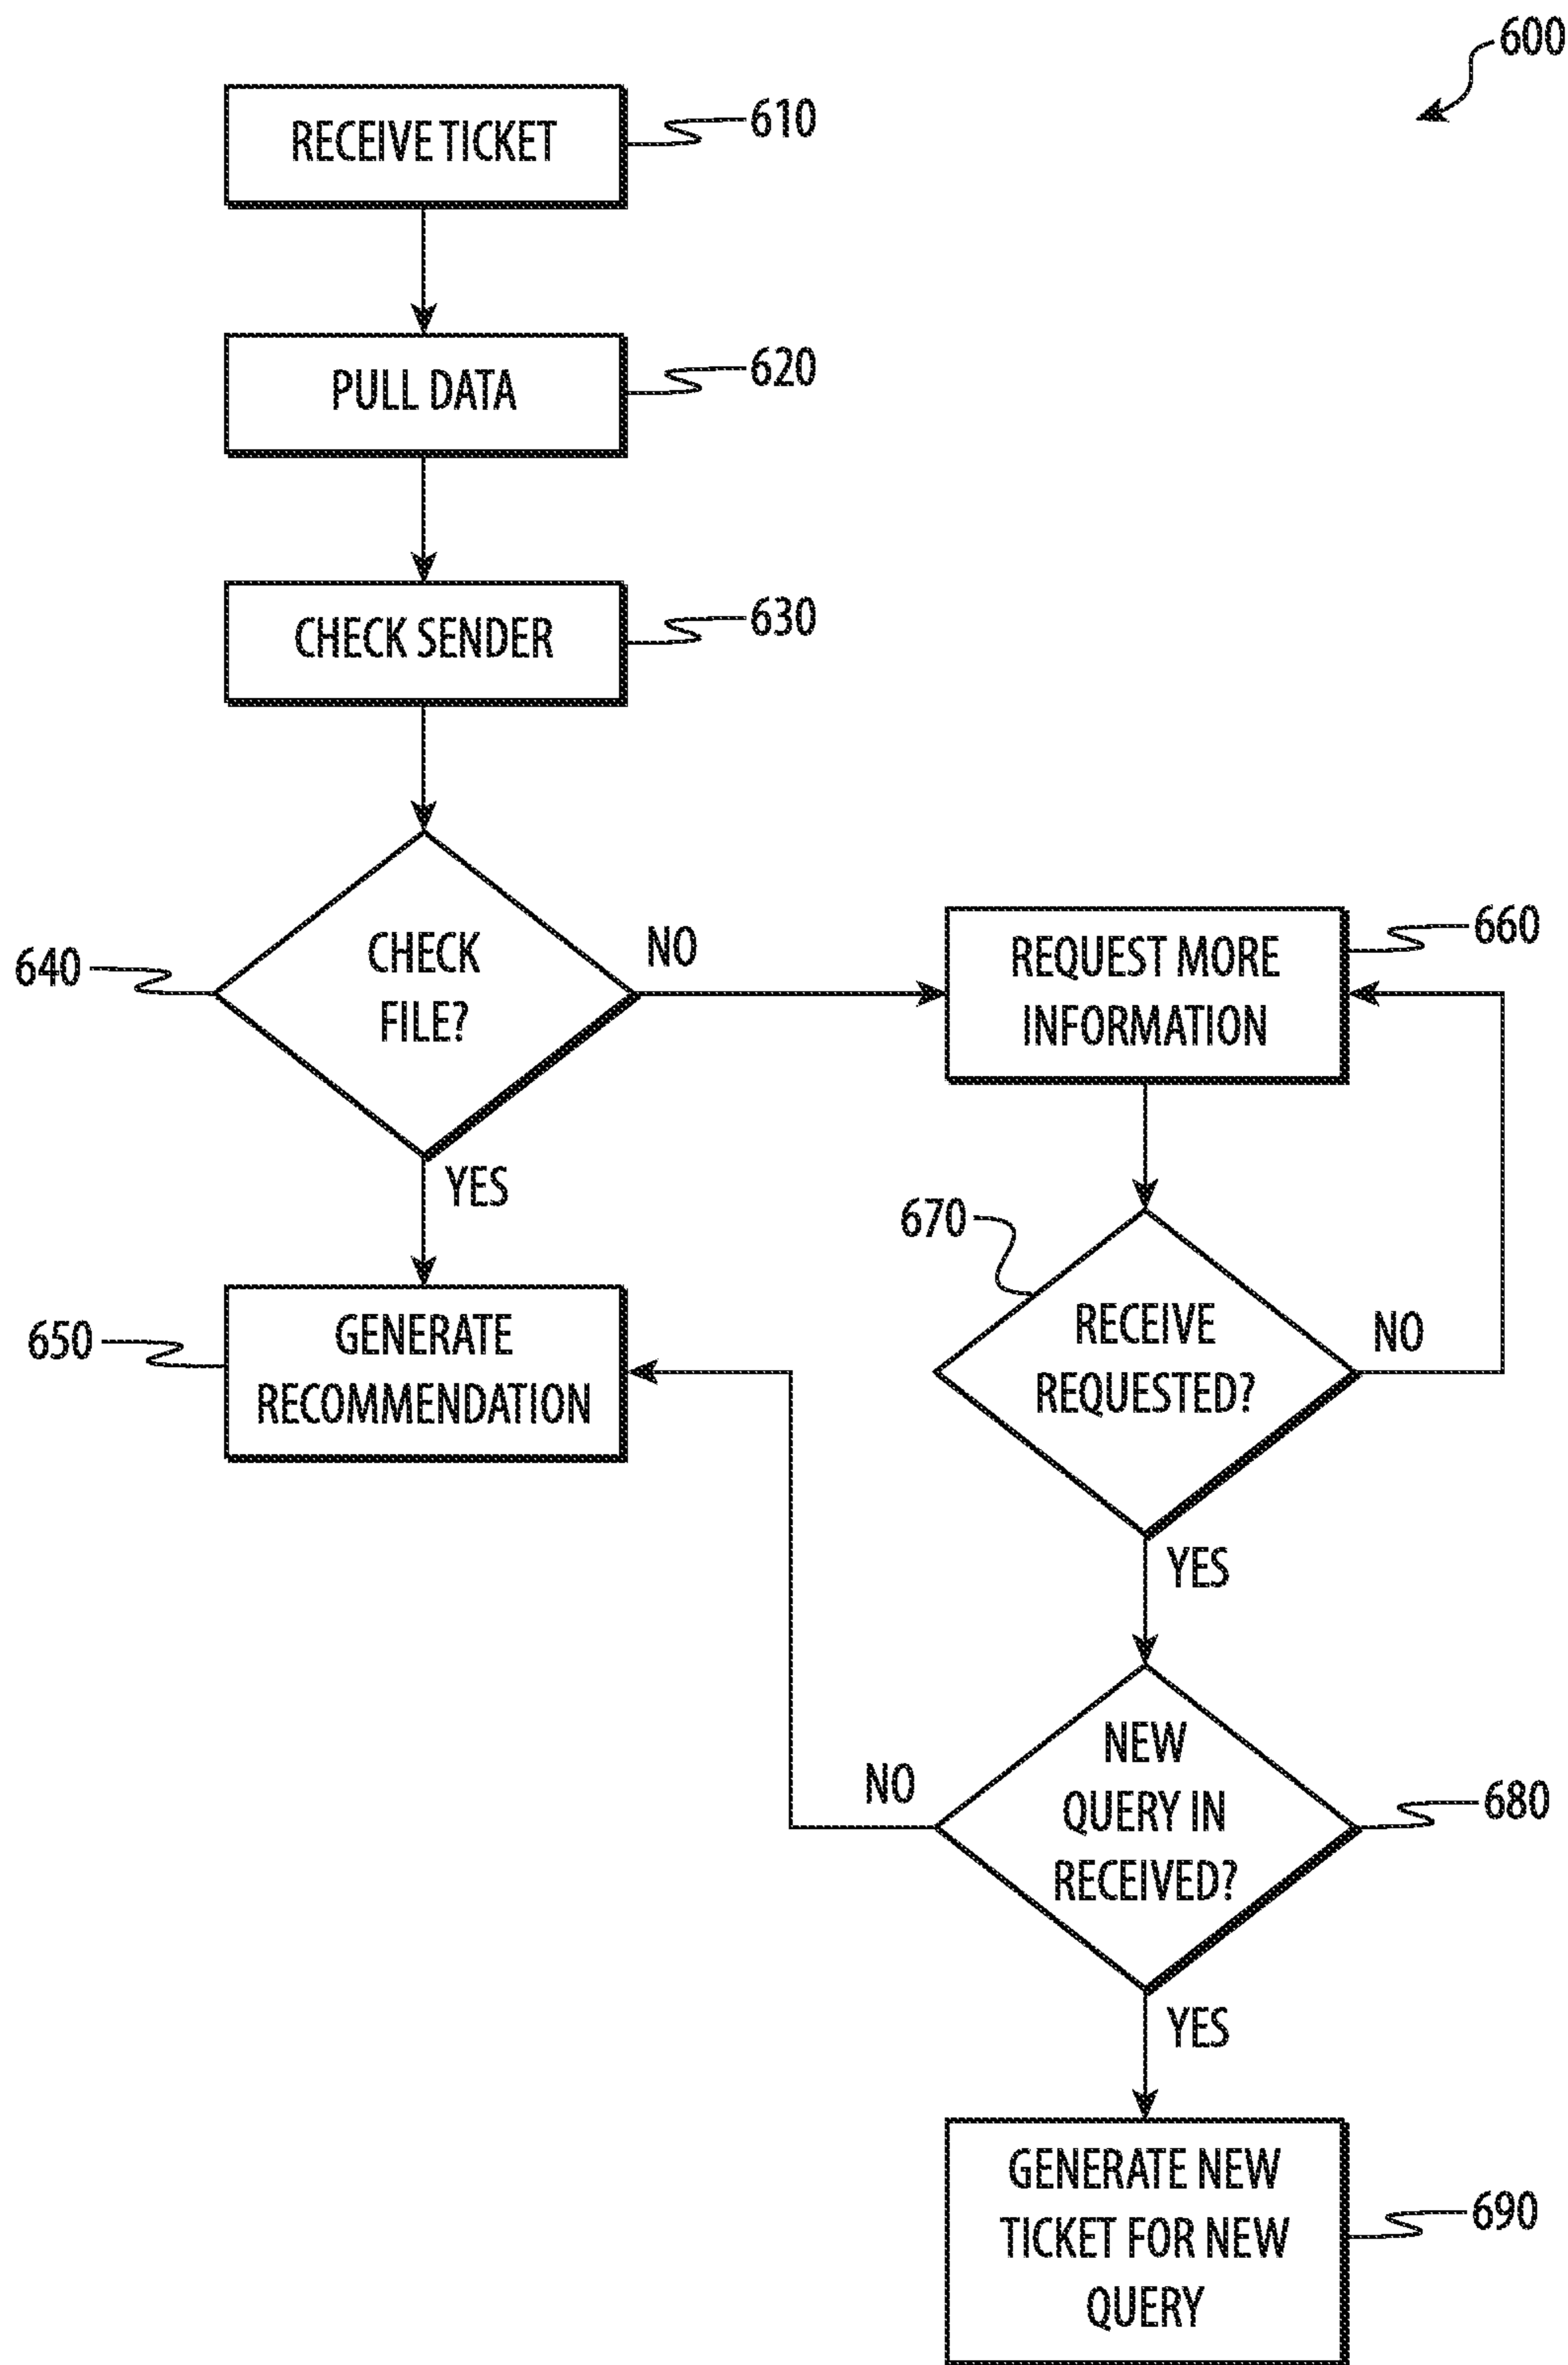 600
RECEIVE TICKET
610
PULL DATA
620
CHECK SENDER
630
640
CHECK
FILE?
NO
YES
660
REQUEST MORE
INFORMATION
650
GENERATE
RECOMMENDATION
670
RECEIVE
REQUESTED?
NO
YES
NEW
QUERY IN
RECEIVED?
NO
680
YES
GENERATE NEW
TICKET FOR NEW
QUERY
690